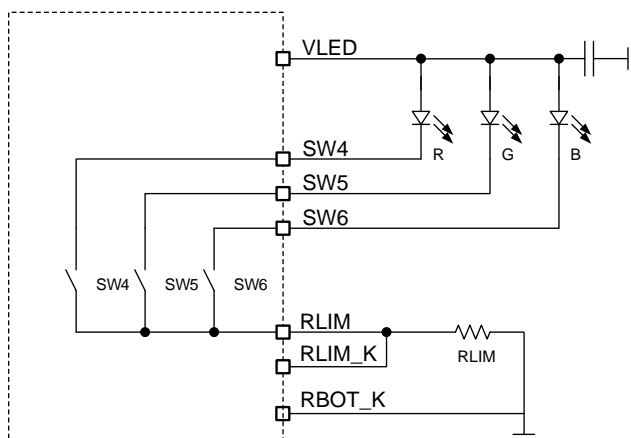 VLED
R G B
SW4
SW5
SW6
SW4 SW5 SW6
RLIM
RLIM_K
RLIM
RBOT_K